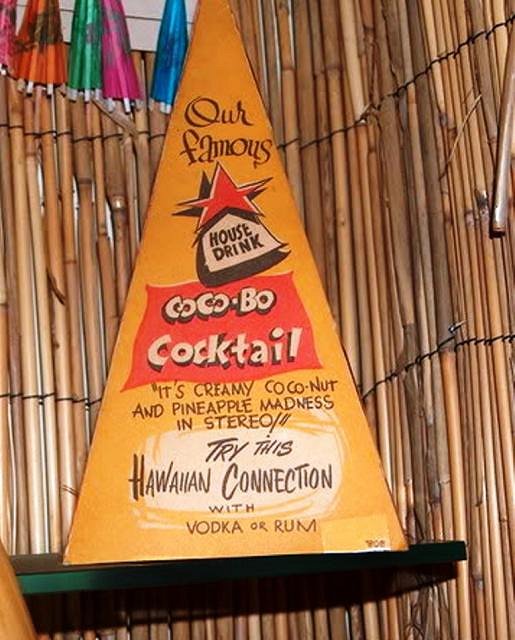 Our
famous
HOUSE
DRINK
COCO-BO
Cocktail
"IT'S CREAMY COCO-NUT
AND PINEAPPLE MADNESS
IN STEREO!"
TRY THIS
HAWAIIAN CONNECTION
WITH
VODKA OR RUM